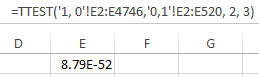 =TTEST('1, 0'!E2:E4746,'0,1'!E2:E520, 2, 3)
D E F G
8.79E-52